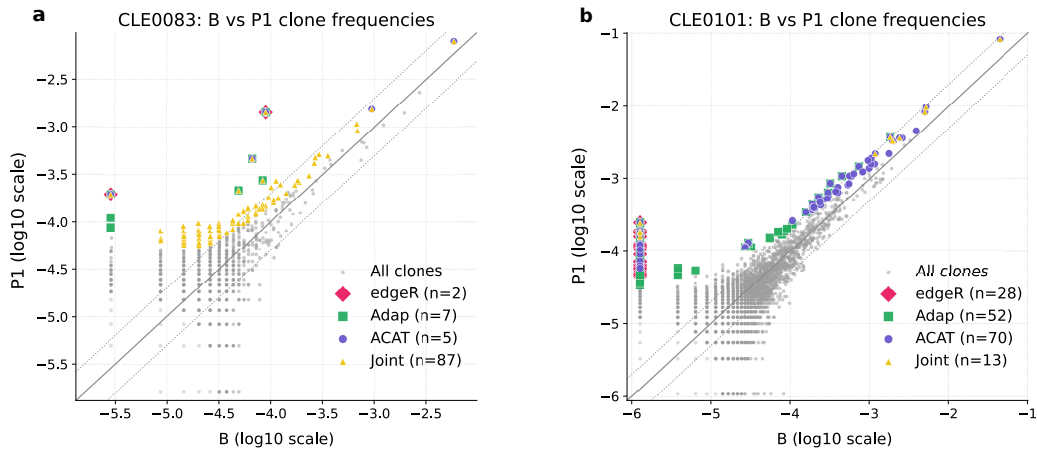 a
CLE0083: B vs P1 clone frequencies
P1 (log10 scale)
−2.5
−3.0
−3.5
−4.0
−4.5
−5.0
−5.5
All clones
edgeR (n=2)
Adap (n=7)
ACAT (n=5)
Joint (n=87)
−5.5 −5.0 −4.5 −4.0 −3.5 −3.0 −2.5
B (log10 scale)
b
CLE0101: B vs P1 clone frequencies
P1 (log10 scale)
−1
−2
−3
−4
−5
−6
All clones
edgeR (n=28)
Adap (n=52)
ACAT (n=70)
Joint (n=13)
−6 −5 −4 −3 −2 −1
B (log10 scale)